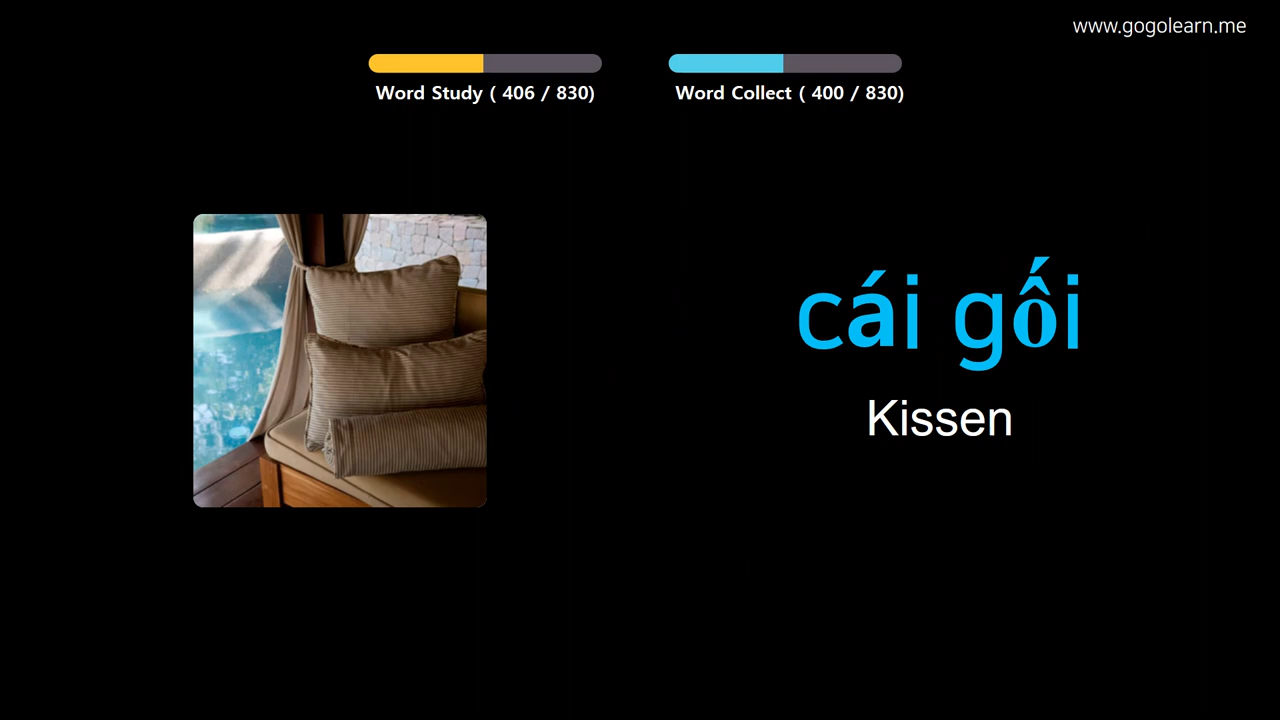 www.gogolearn.me
Word Study ( 406 / 830)
Word Collect ( 400 / 830)
cái gối
Kissen